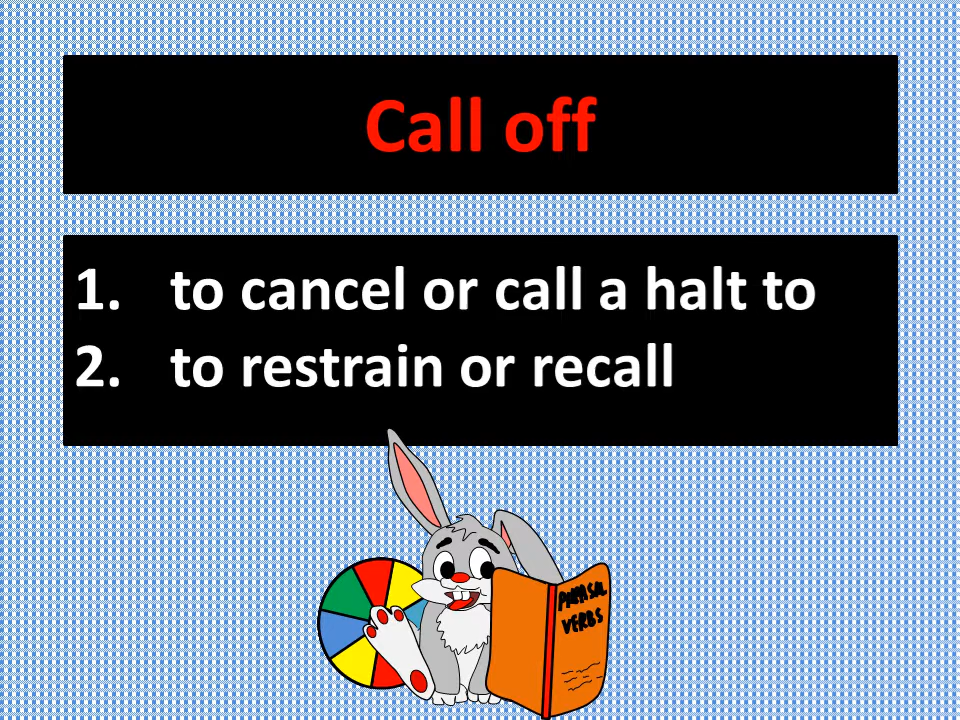 Call off
1. to cancel or call a halt to
2. to restrain or recall
PHRASAL
VERBS